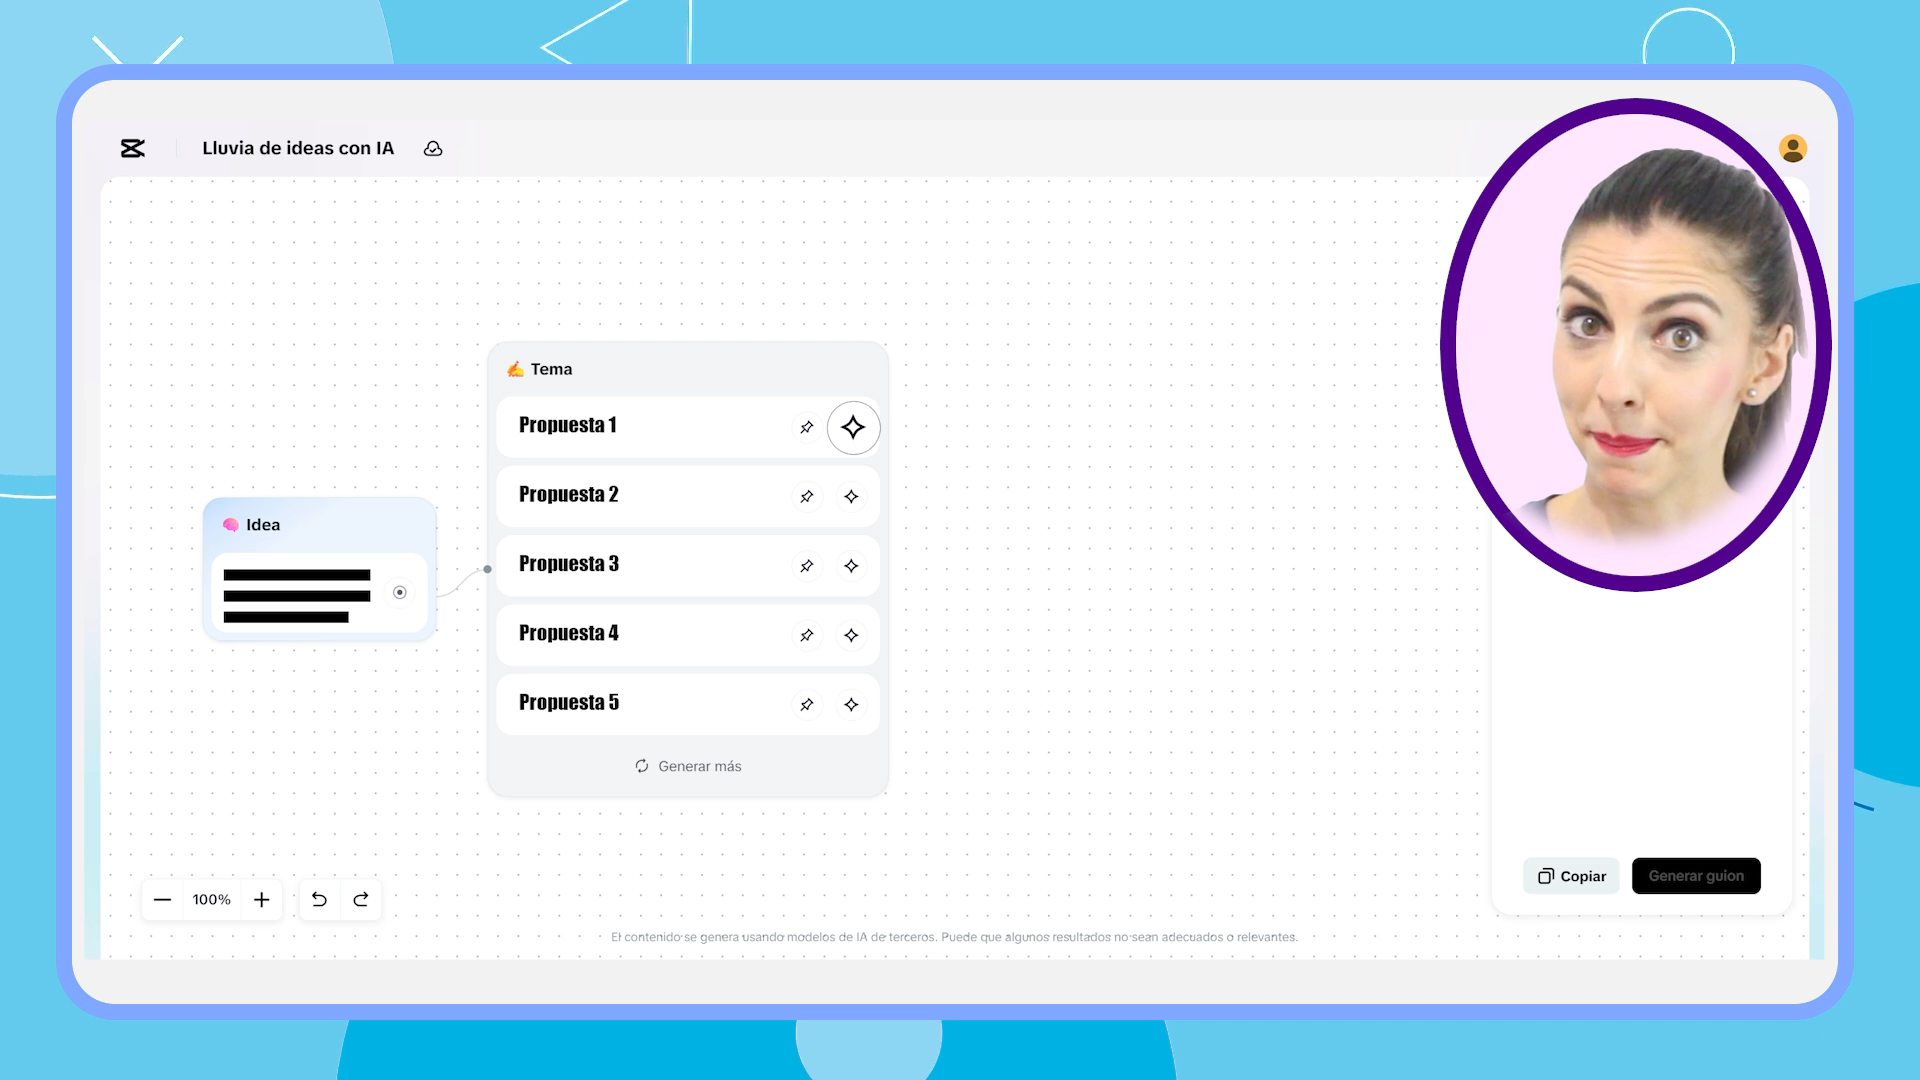 Lluvia de ideas con IA
✍️ Tema
Propuesta 1
Propuesta 2
Propuesta 3
Propuesta 4
Propuesta 5
Generar más
🧠 Idea
100%
Copiar
Generar guion
El contenido se genera usando modelos de IA de terceros. Puede que algunos resultados no sean adecuados o relevantes.